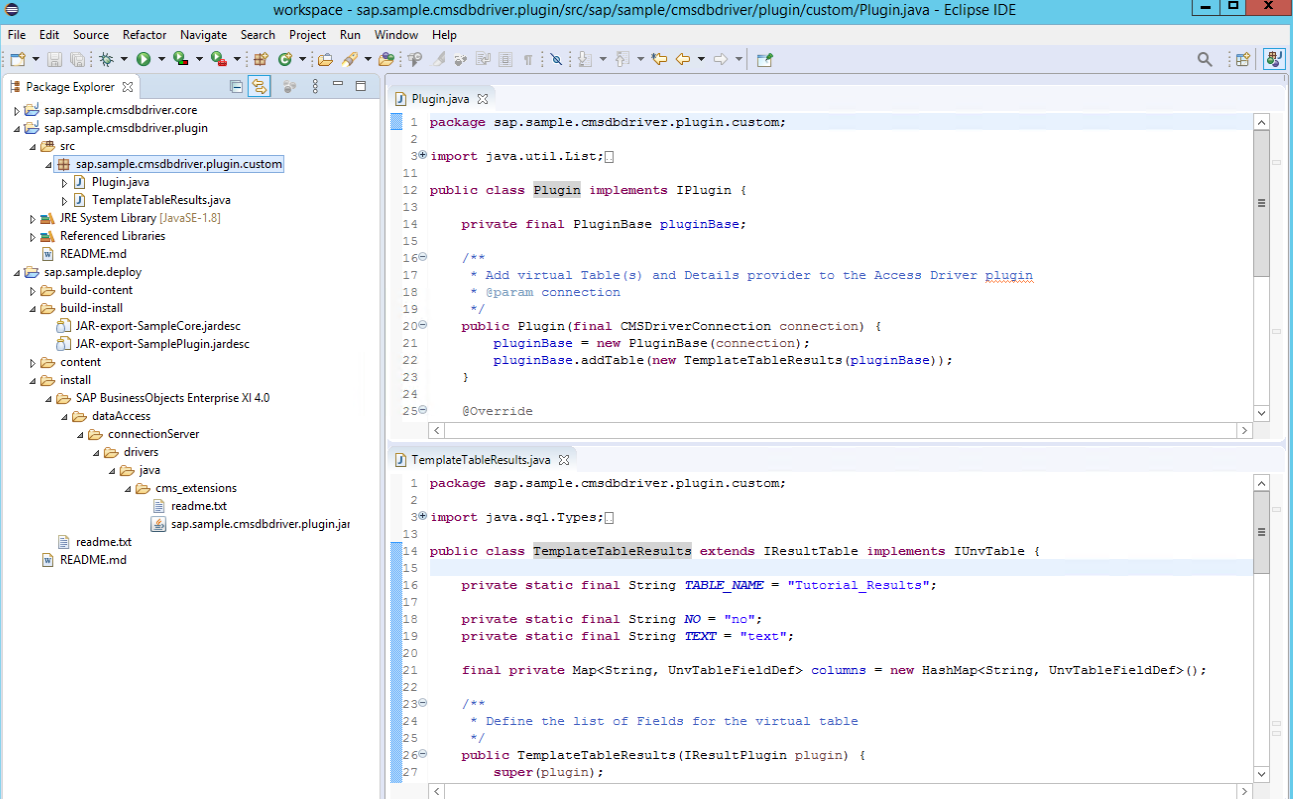 workspace - sap.sample.cmsdbdriver.plugin/src/sap/sample/cmsdbdriver/plugin/custom/Plugin.java - Eclipse IDE
File Edit Source Refactor Navigate Search Project Run Window Help
Package Explorer
sap.sample.cmsdbdriver.core
sap.sample.cmsdbdriver.plugin
src
sap.sample.cmsdbdriver.plugin.custom
Plugin.java
TemplateTableResults.java
JRE System Library [JavaSE-1.8]
Referenced Libraries
README.md
sap.sample.deploy
build-content
build-install
JAR-export-SampleCore.jardesc
JAR-export-SamplePlugin.jardesc
content
install
SAP BusinessObjects Enterprise XI 4.0
dataAccess
connectionServer
drivers
java
cms_extensions
readme.txt
sap.sample.cmsdbdriver.plugin.jar
readme.txt
README.md
Plugin.java
1 package sap.sample.cmsdbdriver.plugin.custom;
2
3 import java.util.List;
11
12 public class Plugin implements IPlugin {
13
14 private final PluginBase pluginBase;
15
16 /**
17 * Add virtual Table(s) and Details provider to the Access Driver plugin
18 * @param connection
19 */
20 public Plugin(final CMSDriverConnection connection) {
21 pluginBase = new PluginBase(connection);
22 pluginBase.addTable(new TemplateTableResults(pluginBase));
23 }
24
25 @Override
TemplateTableResults.java
1 package sap.sample.cmsdbdriver.plugin.custom;
2
3 import java.sql.Types;
13
14 public class TemplateTableResults extends IResultTable implements IUnvTable {
15
16 private static final String TABLE_NAME = "Tutorial_Results";
17
18 private static final String NO = "no";
19 private static final String TEXT = "text";
20
21 final private Map<String, UnvTableFieldDef> columns = new HashMap<String, UnvTableFieldDef>();
22
23 /**
24 * Define the list of Fields for the virtual table
25 */
26 public TemplateTableResults(IResultPlugin plugin) {
27 super(plugin);